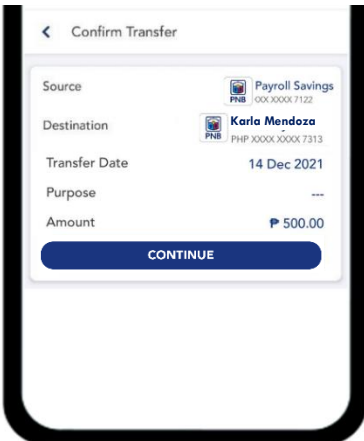 Confirm Transfer
Source
Payroll Savings
PNB
XXX XXXX 7122
Destination
Karla Mendoza
PNB
PHP XXXX XXXX 7313
Transfer Date
14 Dec 2021
Purpose
---
Amount
₱ 500.00
CONTINUE